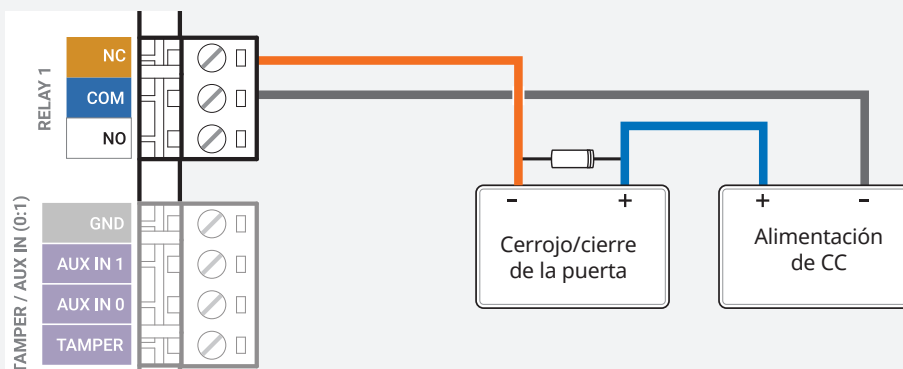 RELAY 1
NC
COM
NO
TAMPER / AUX IN (0:1)
GND
AUX IN 1
AUX IN 0
TAMPER
- +
Cerrojo/cierre
de la puerta
+ -
Alimentación
de CC